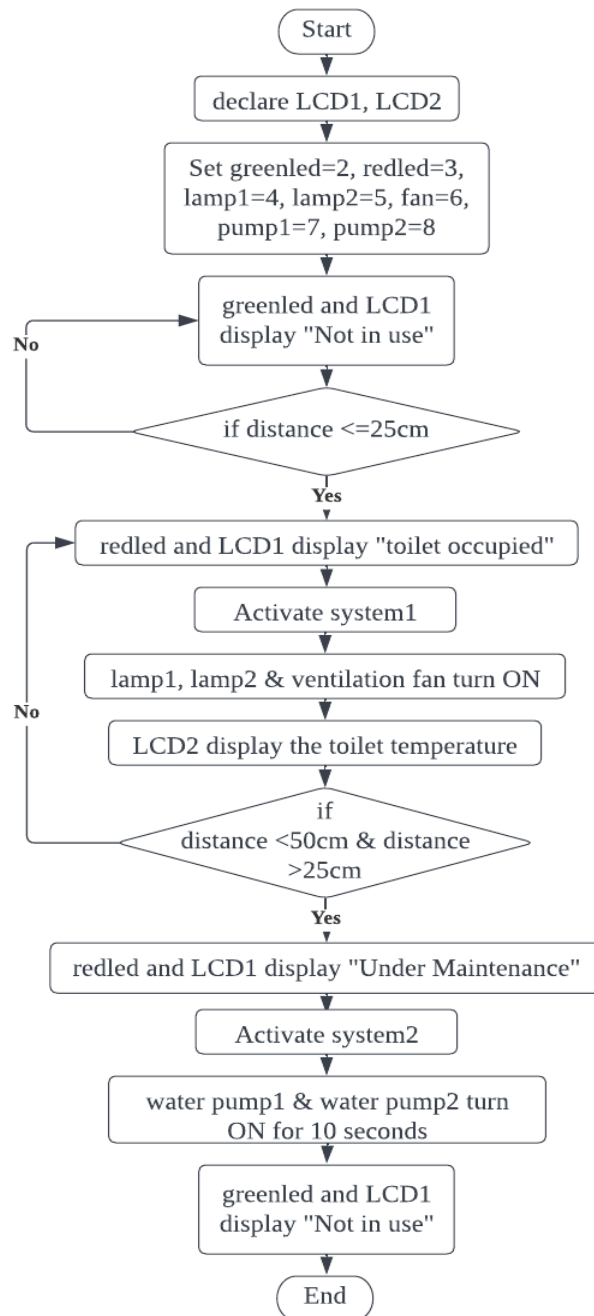 Start
declare LCD1, LCD2
Set greenled=2, redled=3,
lamp1=4, lamp2=5, fan=6,
pump1=7, pump2=8
greenled and LCD1
display "Not in use"
No
if distance <=25cm
Yes
redled and LCD1 display "toilet occupied"
Activate system1
lamp1, lamp2 & ventilation fan turn ON
No
LCD2 display the toilet temperature
if
distance <50cm & distance
>25cm
Yes
redled and LCD1 display "Under Maintenance"
Activate system2
water pump1 & water pump2 turn
ON for 10 seconds
greenled and LCD1
display "Not in use"
End